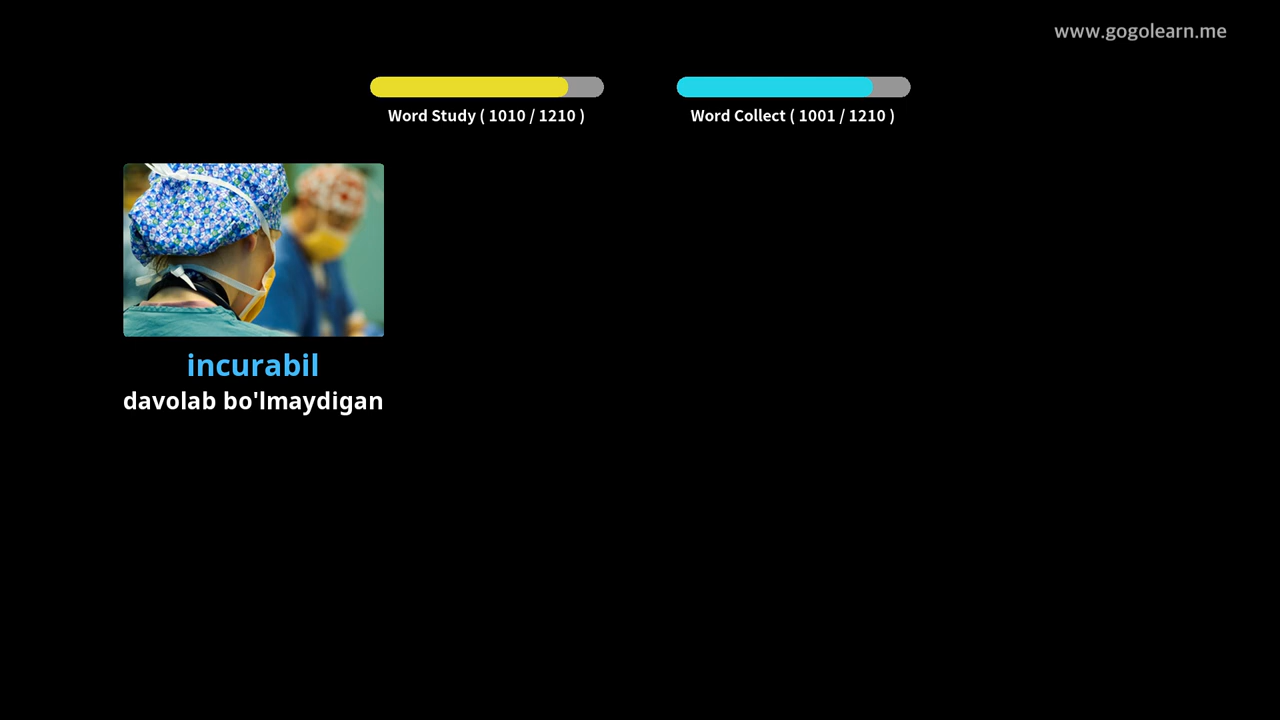 www.gogolearn.me
Word Study ( 1010 / 1210 )
Word Collect ( 1001 / 1210 )
incurabil
davolab bo'lmaydigan